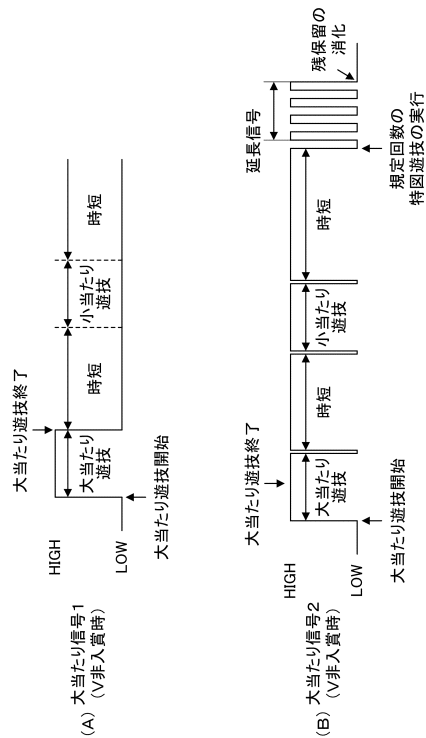 (A)
大当たり信号1
(V非入賞時)
HIGH
LOW
大当たり遊技終了
大当たり
遊技
時短
小当たり
遊技
時短
大当たり遊技開始
(B)
大当たり信号2
(V非入賞時)
HIGH
LOW
大当たり遊技終了
大当たり
遊技
時短
小当たり
遊技
時短
延長信号
残保留の
消化
大当たり遊技開始
規定回数の
特図遊技の実行